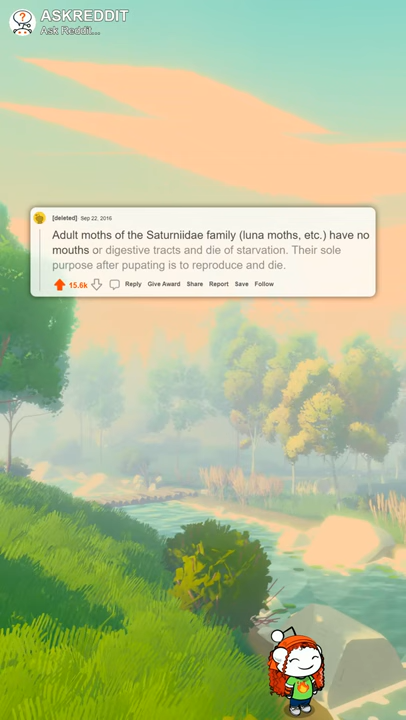 ASKREDDIT
Ask Reddit...
[deleted] Sep 22, 2016
Adult moths of the Saturniidae family (luna moths, etc.) have no
mouths or digestive tracts and die of starvation. Their sole
purpose after pupating is to reproduce and die.
15.6k Reply Give Award Share Report Save Follow